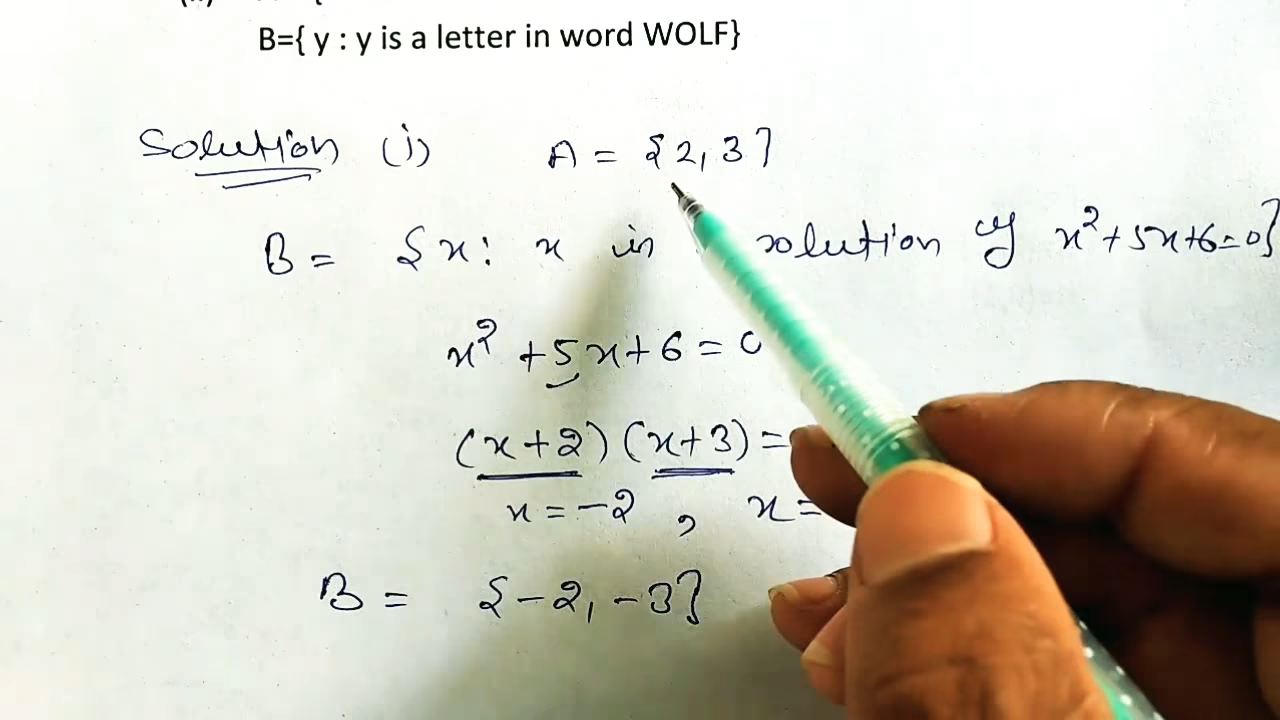 B={ y : y is a letter in word WOLF}
Solution (i) A = {2, 3}
B = {x : x is solution of x²+5x+6=0}
x² + 5x + 6 = 0
(x+2) (x+3) =
x = -2 , x =
B = {-2, -3}